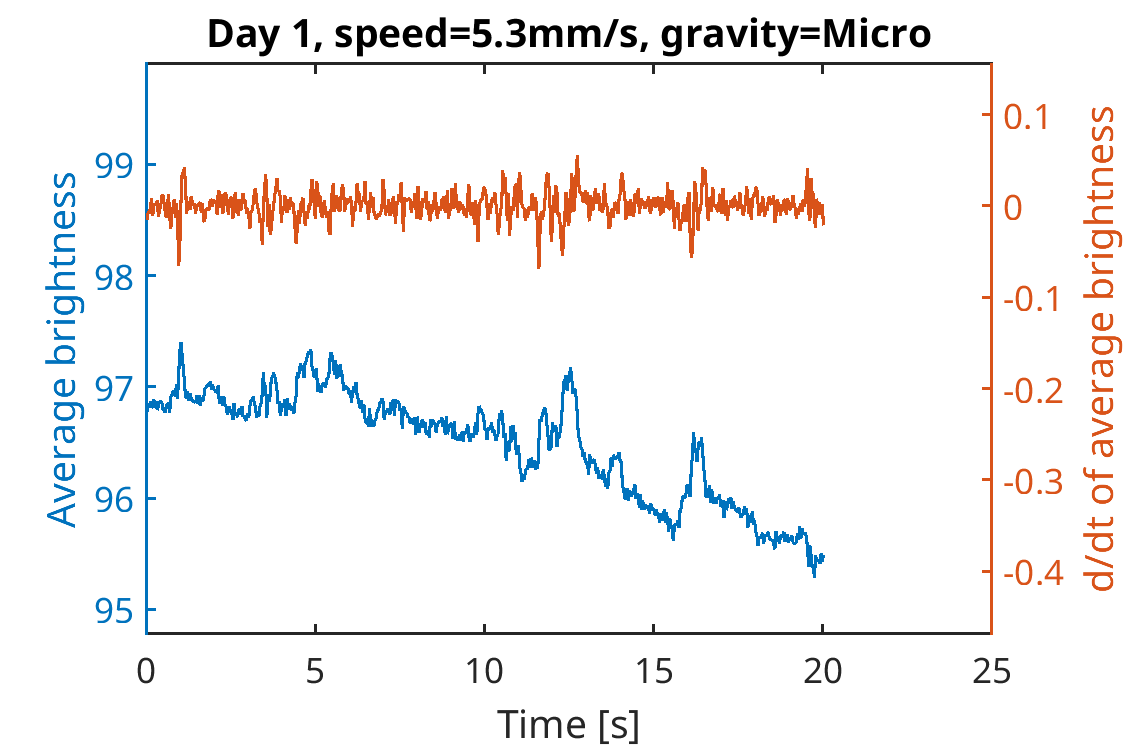 Day 1, speed=5.3mm/s, gravity=Micro
Average brightness
99
98
97
96
95
0.1
0
-0.1
-0.2
-0.3
-0.4
d/dt of average brightness
0 5 10 15 20 25
Time [s]